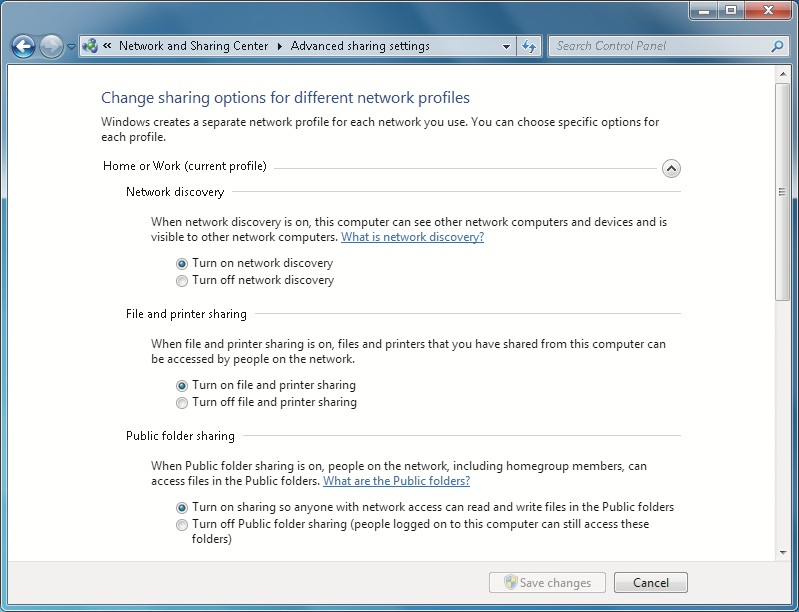 « Network and Sharing Center ▸ Advanced sharing settings
Search Control Panel
Change sharing options for different network profiles
Windows creates a separate network profile for each network you use. You can choose specific options for
each profile.
Home or Work (current profile)
Network discovery
When network discovery is on, this computer can see other network computers and devices and is
visible to other network computers. What is network discovery?
Turn on network discovery
Turn off network discovery
File and printer sharing
When file and printer sharing is on, files and printers that you have shared from this computer can
be accessed by people on the network.
Turn on file and printer sharing
Turn off file and printer sharing
Public folder sharing
When Public folder sharing is on, people on the network, including homegroup members, can
access files in the Public folders. What are the Public folders?
Turn on sharing so anyone with network access can read and write files in the Public folders
Turn off Public folder sharing (people logged on to this computer can still access these
folders)
Save changes
Cancel